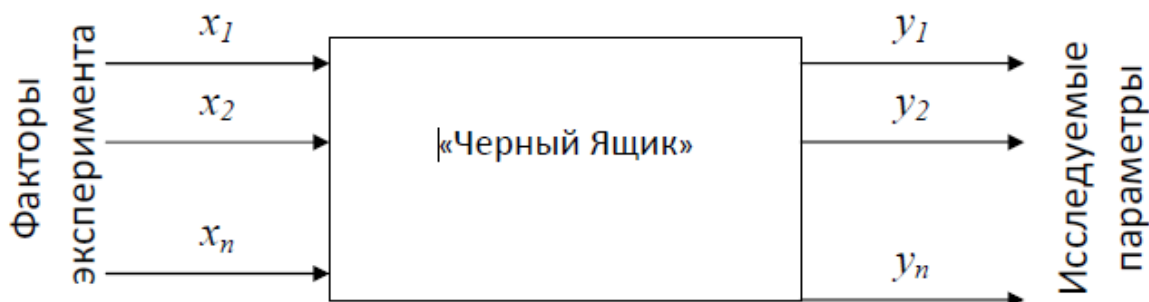 Факторы
эксперимента
x1
x2
xn
«Черный Ящик»
y1
y2
yn
Исследуемые
параметры